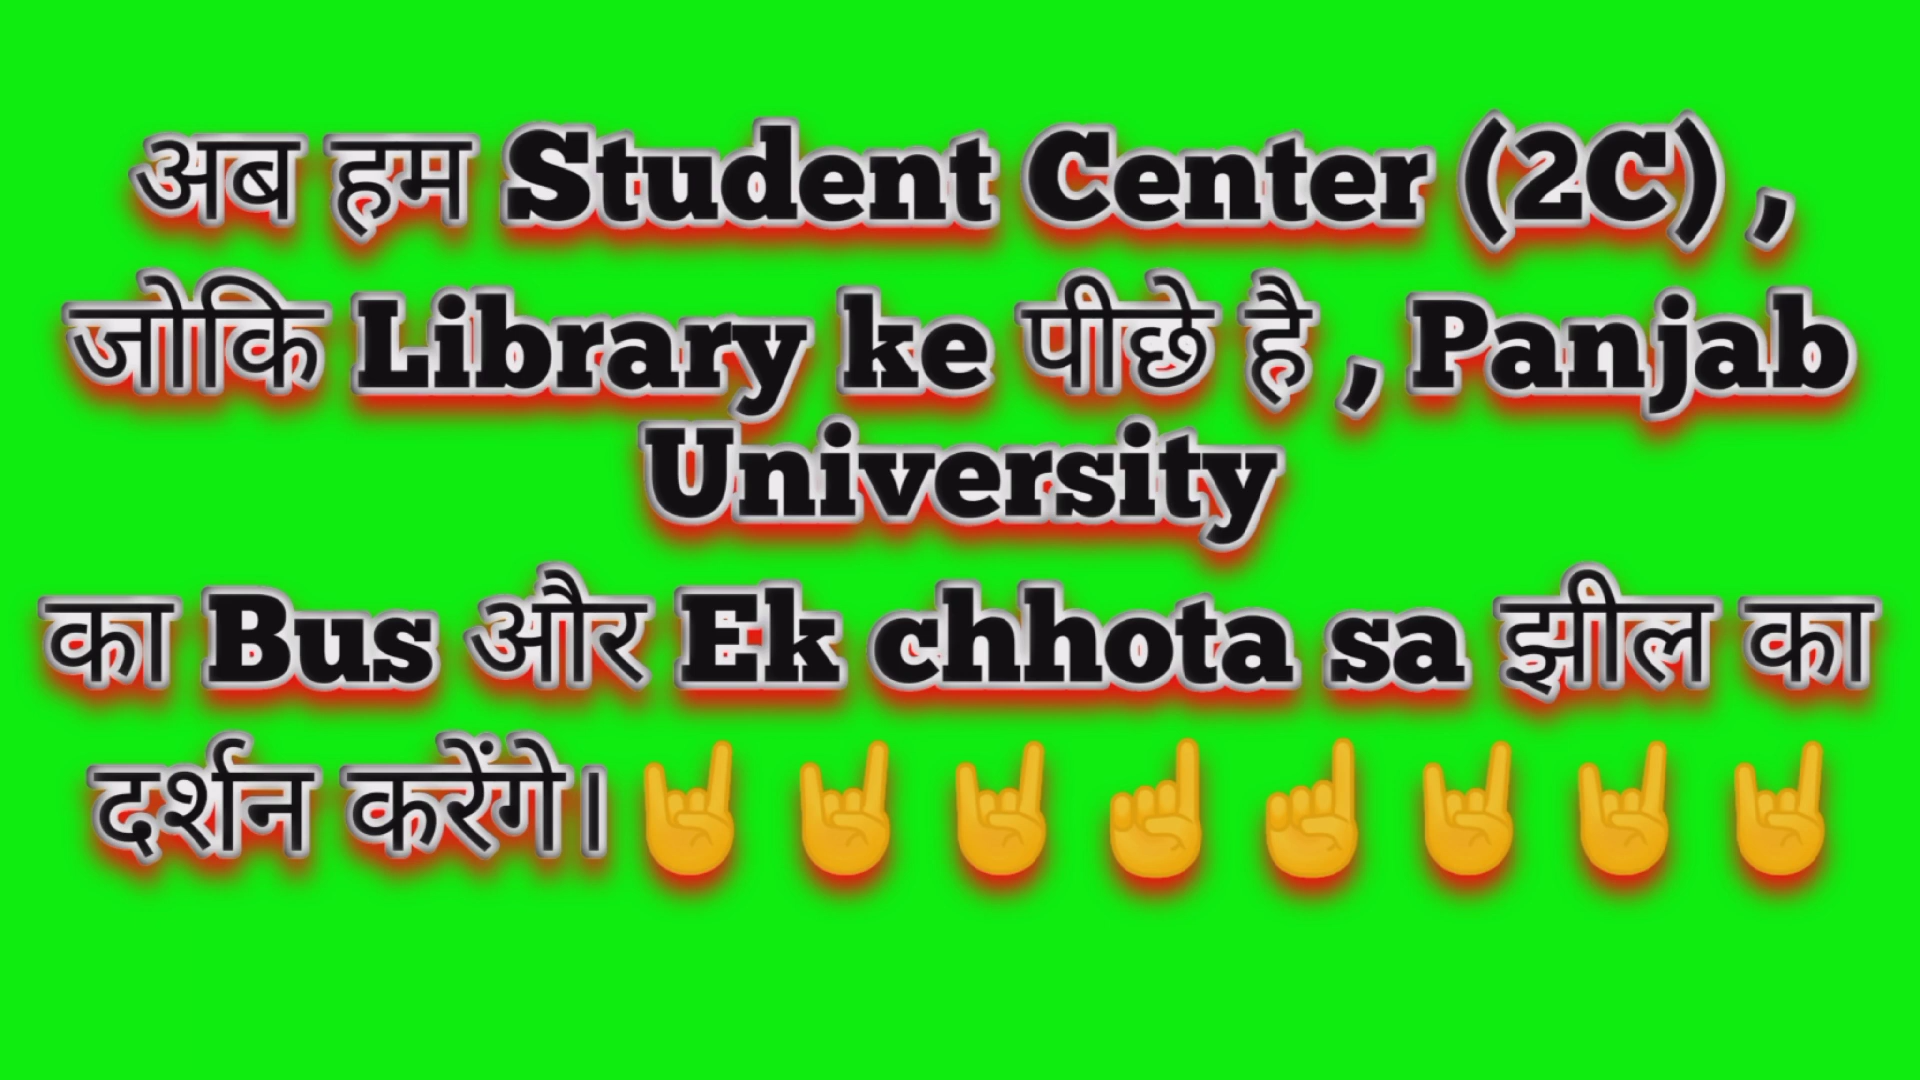 अब हम Student Center (2C) ,
जोकि Library ke पीछे है , Panjab
University
का Bus और Ek chhota sa झील का
दर्शन करेंगे। 🤘🤘🤘☝️☝️🤘🤘🤘